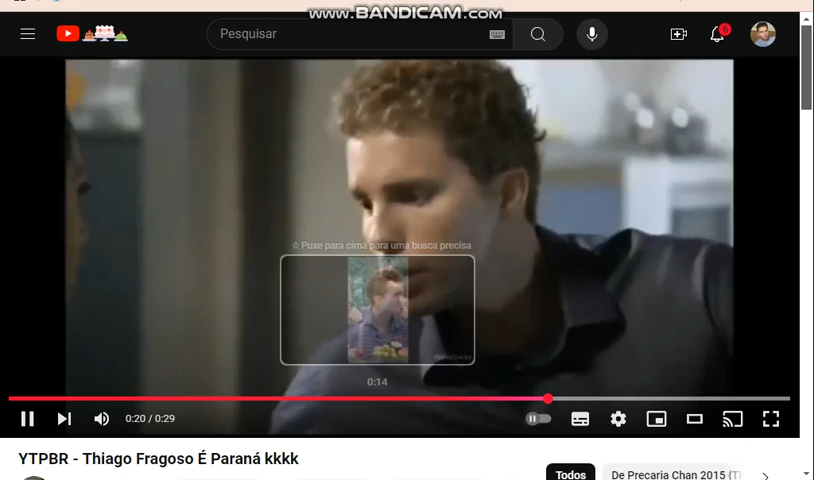 www.BANDICAM.com
Pesquisar
6
Puxe para cima para uma busca precisa
0:14
0:20 / 0:29
YTPBR - Thiago Fragoso É Paraná kkkk
Todos
De Precaria Chan 2015 {T